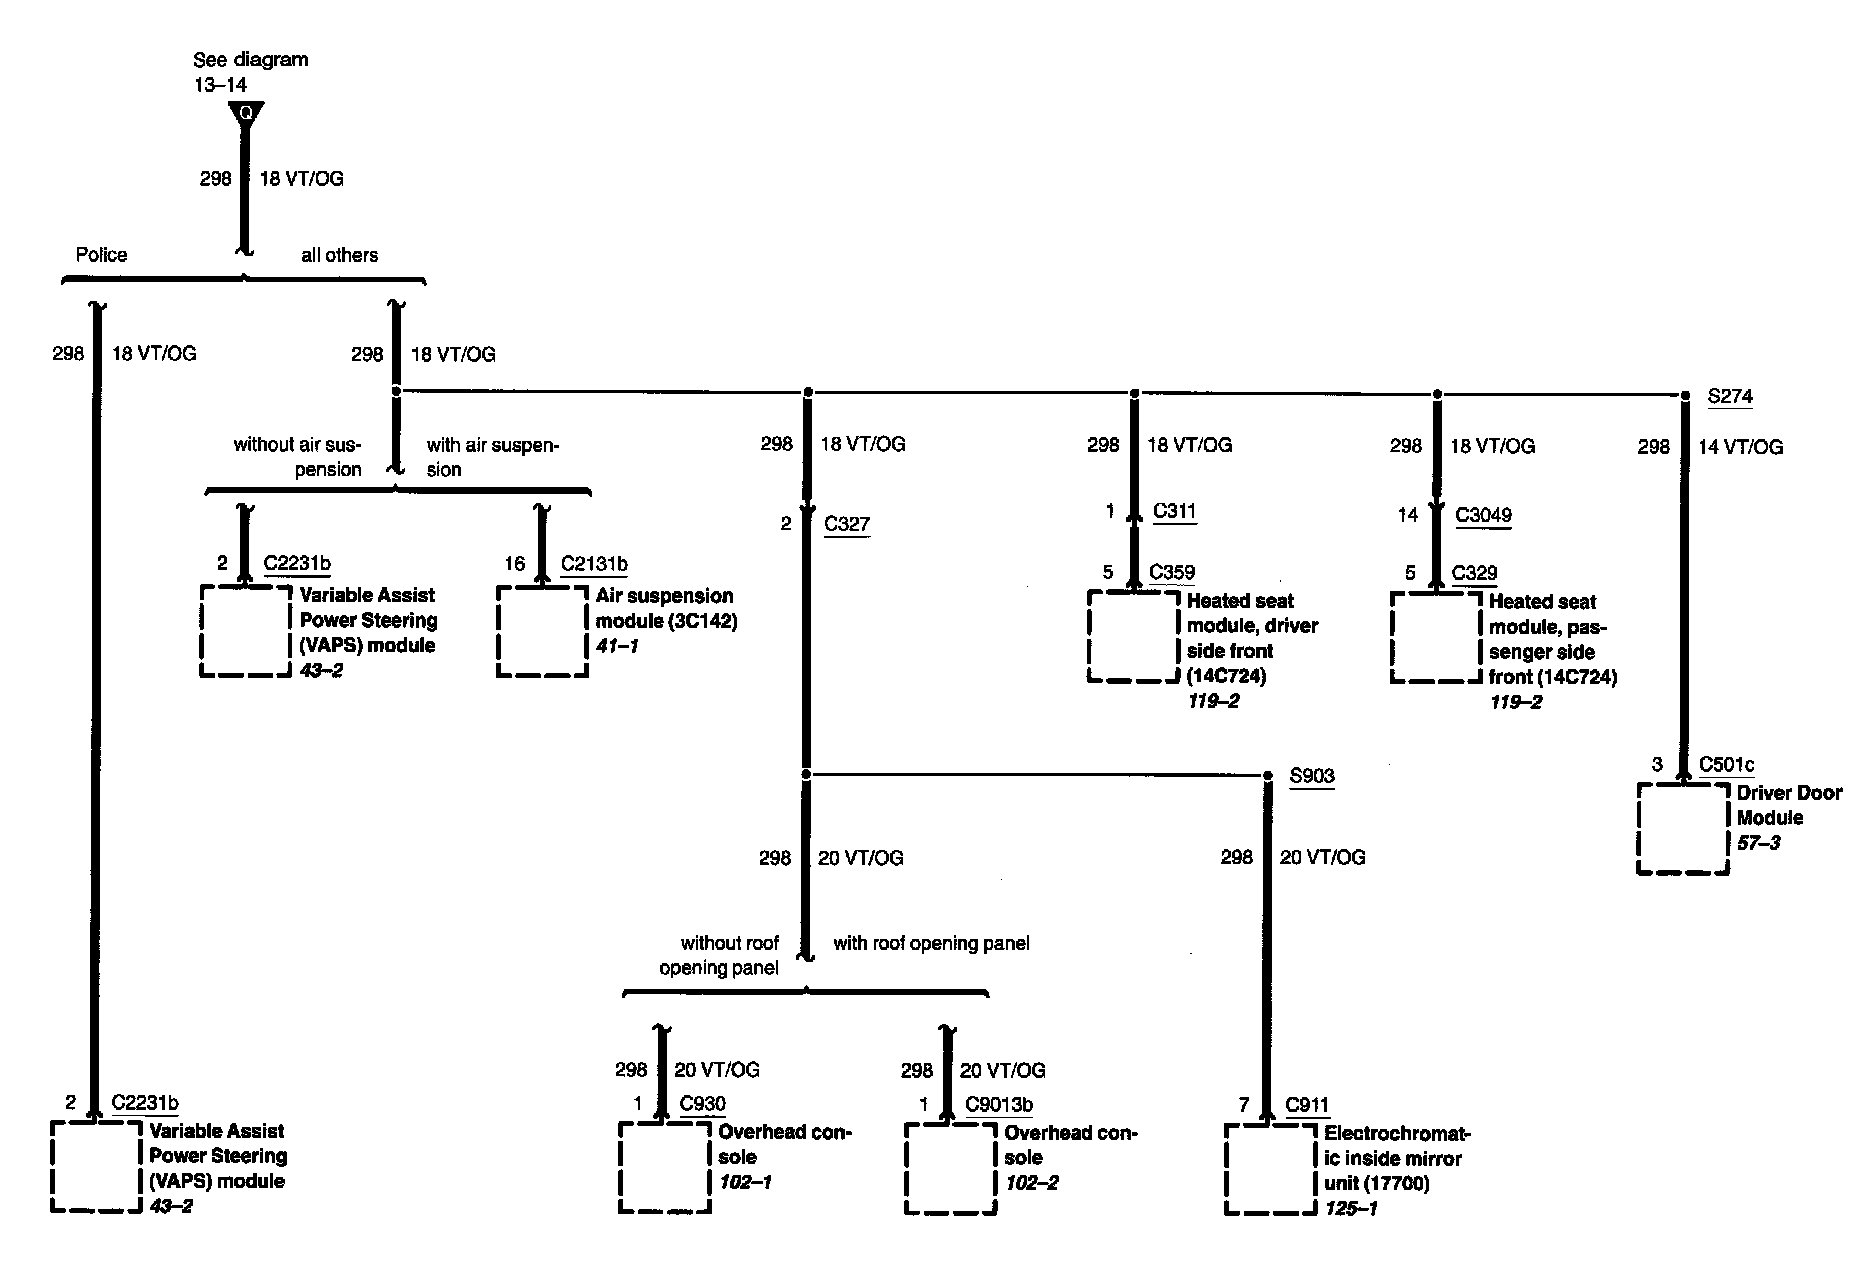 See diagram
13–14
Q
298 18 VT/OG
Police all others
298 18 VT/OG
298 18 VT/OG
S274
without air sus-
pension
with air suspen-
sion
298 18 VT/OG
298 18 VT/OG
298 18 VT/OG
298 14 VT/OG
2 C327
1 C311
14 C3049
2 C2231b
Variable Assist
Power Steering
(VAPS) module
43–2
16 C2131b
Air suspension
module (3C142)
41–1
5 C359
Heated seat
module, driver
side front
(14C724)
119–2
5 C329
Heated seat
module, pas-
senger side
front (14C724)
119–2
S903
3 C501c
Driver Door
Module
57–3
298 20 VT/OG
298 20 VT/OG
without roof
opening panel
with roof opening panel
298 20 VT/OG
298 20 VT/OG
2 C2231b
Variable Assist
Power Steering
(VAPS) module
43–2
1 C930
Overhead con-
sole
102–1
1 C9013b
Overhead con-
sole
102–2
7 C911
Electrochromat-
ic inside mirror
unit (17700)
125–1